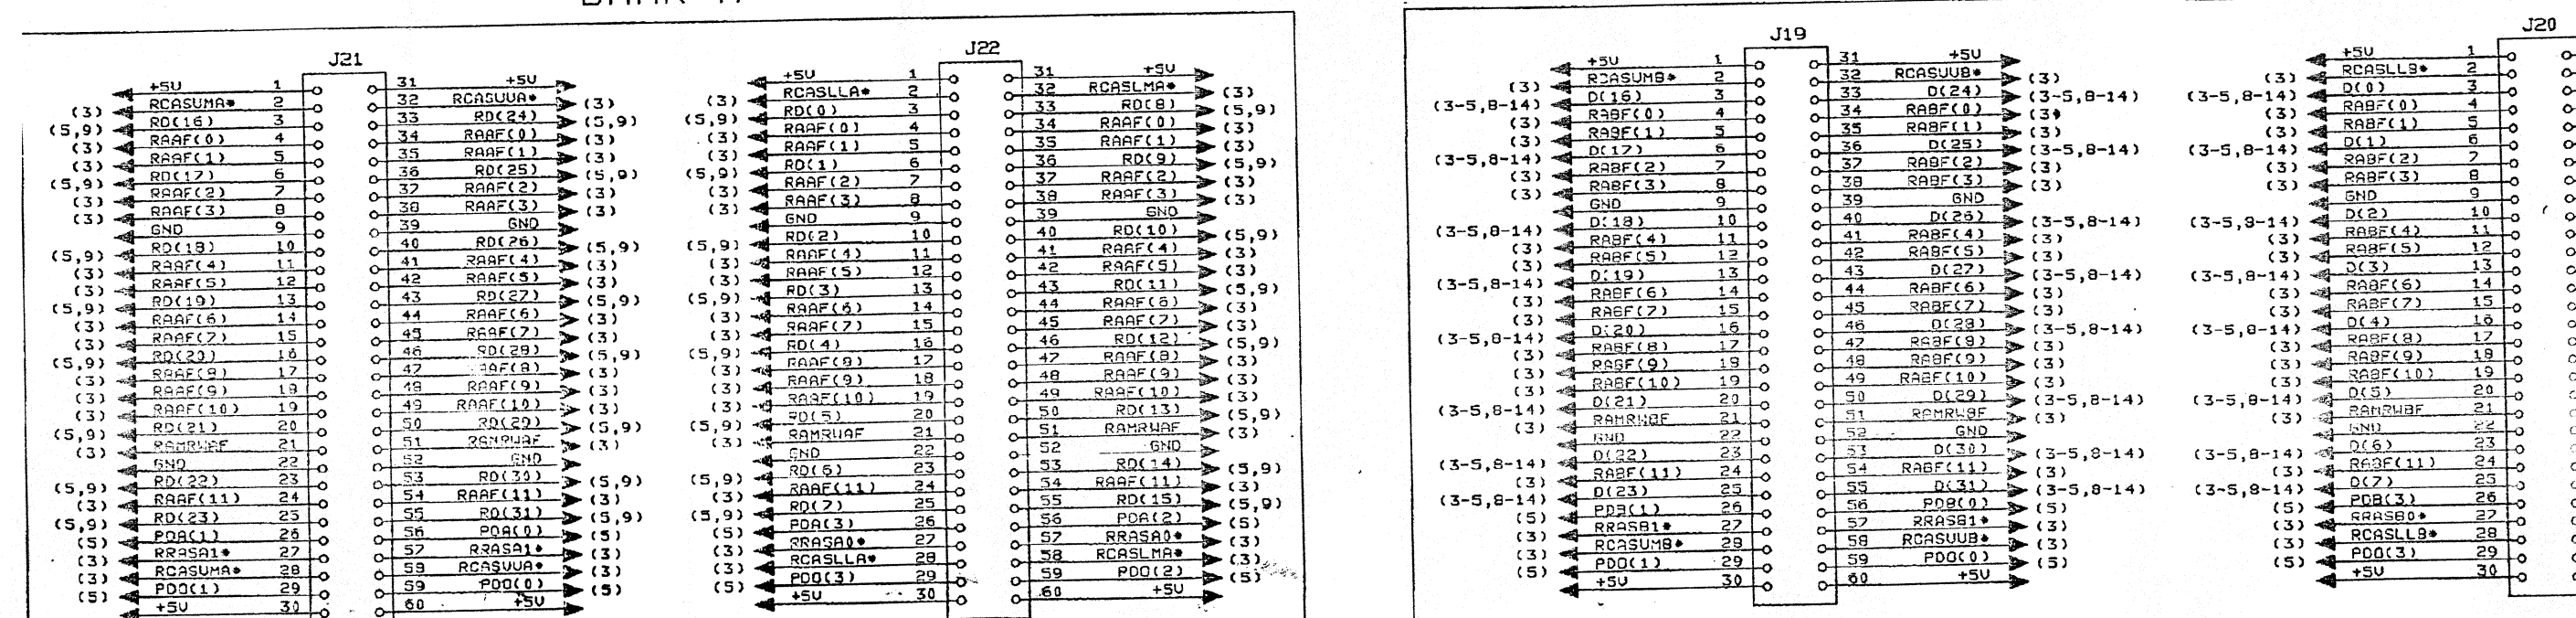 J21
+5V 1 31 +5V
(3) RCASUMA* 2 32 RCASUUA* (3)
(5,9) RD(16) 3 33 RD(24) (5,9)
(3) RAAF(0) 4 34 RAAF(0) (3)
(3) RAAF(1) 5 35 RAAF(1) (3)
(5,9) RD(17) 6 36 RD(25) (5,9)
(3) RAAF(2) 7 37 RAAF(2) (3)
(3) RAAF(3) 8 38 RAAF(3) (3)
GND 9 39 GND
(5,9) RD(18) 10 40 RD(26) (5,9)
(3) RAAF(4) 11 41 RAAF(4) (3)
(3) RAAF(5) 12 42 RAAF(5) (3)
(5,9) RD(19) 13 43 RD(27) (5,9)
(3) RAAF(6) 14 44 RAAF(6) (3)
(3) RAAF(7) 15 45 RAAF(7) (3)
(5,9) RD(20) 16 46 RD(28) (5,9)
(3) RAAF(8) 17 47 RAAF(8) (3)
(3) RAAF(9) 18 48 RAAF(9) (3)
(3) RAAF(10) 19 49 RAAF(10) (3)
(5,9) RD(21) 20 50 RD(29) (5,9)
(3) RAMRWAF 21 51 RAMRWAF (3)
GND 22 52 GND
(5,9) RD(22) 23 53 RD(30) (5,9)
(3) RAAF(11) 24 54 RAAF(11) (3)
(5,9) RD(23) 25 55 RD(31) (5,9)
(5) PDA(1) 26 56 PDA(0) (5)
(3) RRASA1* 27 57 RRASA1* (3)
(3) RCASUMA* 28 58 RCASUUA* (3)
(5) PDO(1) 29 59 PDO(0) (5)
+5V 30 60 +5V
J22
+5V 1 31 +5V
(3) RCASLLA* 2 32 RCASLMA* (3)
(5,9) RD(0) 3 33 RD(8) (5,9)
(3) RAAF(0) 4 34 RAAF(0) (3)
(3) RAAF(1) 5 35 RAAF(1) (3)
(5,9) RD(1) 6 36 RD(9) (5,9)
(3) RAAF(2) 7 37 RAAF(2) (3)
(3) RAAF(3) 8 38 RAAF(3) (3)
GND 9 39 GND
(5,9) RD(2) 10 40 RD(10) (5,9)
(3) RAAF(4) 11 41 RAAF(4) (3)
(3) RAAF(5) 12 42 RAAF(5) (3)
(5,9) RD(3) 13 43 RD(11) (5,9)
(3) RAAF(6) 14 44 RAAF(6) (3)
(3) RAAF(7) 15 45 RAAF(7) (3)
(5,9) RD(4) 16 46 RD(12) (5,9)
(3) RAAF(8) 17 47 RAAF(8) (3)
(3) RAAF(9) 18 48 RAAF(9) (3)
(3) RAAF(10) 19 49 RAAF(10) (3)
(5,9) RD(5) 20 50 RD(13) (5,9)
(3) RAMRWAF 21 51 RAMRWAF (3)
GND 22 52 GND
(5,9) RD(6) 23 53 RD(14) (5,9)
(3) RAAF(11) 24 54 RAAF(11) (3)
(5,9) RD(7) 25 55 RD(15) (5,9)
(5) PDA(3) 26 56 PDA(2) (5)
(3) RRASA0* 27 57 RRASA0* (3)
(3) RCASLLA* 28 58 RCASLMA* (3)
(5) PDO(3) 29 59 PDO(2) (5)
+5V 30 60 +5V
J19
+5V 1 31 +5V
(3) RCASUMB* 2 32 RCASUUB* (3)
(3-5,8-14) D(16) 3 33 D(24) (3-5,8-14)
(3) RABF(0) 4 34 RABF(0) (3)
(3) RABF(1) 5 35 RABF(1) (3)
(3-5,8-14) D(17) 6 36 D(25) (3-5,8-14)
(3) RABF(2) 7 37 RABF(2) (3)
(3) RABF(3) 8 38 RABF(3) (3)
GND 9 39 GND
(3-5,8-14) D(18) 10 40 D(26) (3-5,8-14)
(3) RABF(4) 11 41 RABF(4) (3)
(3) RABF(5) 12 42 RABF(5) (3)
(3-5,8-14) D(19) 13 43 D(27) (3-5,8-14)
(3) RABF(6) 14 44 RABF(6) (3)
(3) RABF(7) 15 45 RABF(7) (3)
(3-5,8-14) D(20) 16 46 D(28) (3-5,8-14)
(3) RABF(8) 17 47 RABF(8) (3)
(3) RABF(9) 18 48 RABF(9) (3)
(3) RABF(10) 19 49 RABF(10) (3)
(3-5,8-14) D(21) 20 50 D(29) (3-5,8-14)
(3) RAMRWBF 21 51 RAMRWBF (3)
GND 22 52 GND
(3-5,8-14) D(22) 23 53 D(30) (3-5,8-14)
(3) RABF(11) 24 54 RABF(11) (3)
(3-5,8-14) D(23) 25 55 D(31) (3-5,8-14)
(5) PDB(1) 26 56 PDB(0) (5)
(3) RRASB1* 27 57 RRASB1* (3)
(3) RCASUMB* 28 58 RCASUUB* (3)
(5) PDO(1) 29 59 PDO(0) (5)
+5V 30 60 +5V
J20
+5V 1
(3) RCASLLB* 2
(3-5,8-14) D(0) 3
(3) RABF(0) 4
(3) RABF(1) 5
(3-5,8-14) D(1) 6
(3) RABF(2) 7
(3) RABF(3) 8
GND 9
(3-5,8-14) D(2) 10
(3) RABF(4) 11
(3) RABF(5) 12
(3-5,8-14) D(3) 13
(3) RABF(6) 14
(3) RABF(7) 15
(3-5,8-14) D(4) 16
(3) RABF(8) 17
(3) RABF(9) 18
(3) RABF(10) 19
(3-5,8-14) D(5) 20
(3) RAMRWBF 21
GND 22
(3-5,8-14) D(6) 23
(3) RABF(11) 24
(3-5,8-14) D(7) 25
(5) PDB(3) 26
(3) RRASB0* 27
(3) RCASLLB* 28
(5) PDO(3) 29
+5V 30